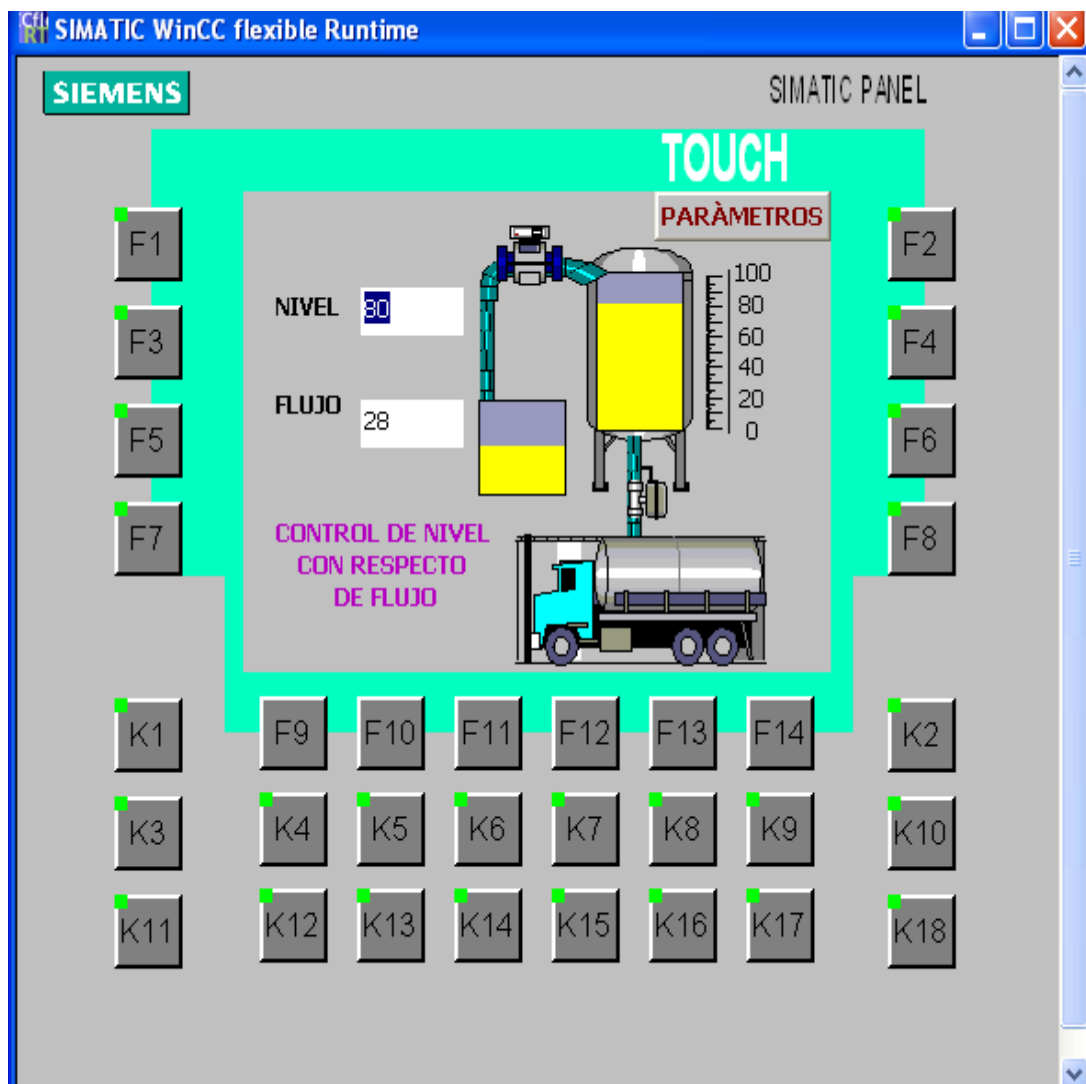 SIMATIC WinCC flexible Runtime
SIEMENS
SIMATIC PANEL
TOUCH
PARÀMETROS
F1
F2
NIVEL 80
100
80
60
40
20
0
F3
F4
FLUJO 28
F5
F6
CONTROL DE NIVEL
CON RESPECTO
DE FLUJO
F7
F8
K1 F9 F10 F11 F12 F13 F14 K2
K3 K4 K5 K6 K7 K8 K9 K10
K11 K12 K13 K14 K15 K16 K17 K18